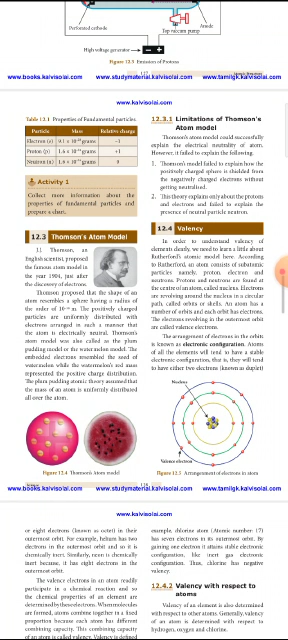 Perforated cathode
Anode
Top vaccum pump
High voltage generator
- +
Figure 12.3 Emission of Protons
www.books.kalvisolai.com www.studymaterial.kalvisolai.com www.tamilgk.kalvisolai.com
www.kalvisolai.com
Table 12.1 Properties of Fundamental particles.
Particle Mass Relative charge
Electron (e) grams -1
Proton (p) grams +1
Neutron (n) grams 0
Activity 1
Collect more information about the
properties of fundamental particles and
prepare a chart.
12.3 Thomson's Atom Model
J.J. Thomson, an
English scientist, proposed
the famous atom model in
the year 1904, just after
the discovery of electron.
Thomson proposed that the shape of an
atom resembles a sphere having a radius of
the order of m. The positively charged
particles are uniformly distributed with
electrons arranged in such a manner that
the atom is electrically neutral. Thomson's
atom model was also called as the plum
pudding model or the water melon model. The
embedded electrons resembled the seed of
watermelon while the watermelon's red mass
represented the positive charge distribution.
The plum pudding atomic theory assumed that
the mass of an atom is uniformly distributed
all over the atom.
Figure 12.4 Thomson's Atom model
12.3.1 Limitations of Thomson's
Atom model
Thomson's atom model could successfully
explain the electrical neutrality of atom.
However, it failed to explain the following.
1. Thomson's model failed to explain how the
positively charged sphere is shielded from
the negatively charged electrons without
getting neutralised.
2. This theory explains only about the protons
and electrons and failed to explain the
presence of neutral particle neutron.
12.4 Valency
In order to understand valency of
elements clearly, we need to learn a little about
Rutherford's atomic model here. According
to Rutherford, an atom consists of subatomic
particles namely, proton, electron and
neutron. Protons and neutrons are found at
the centre of an atom, called nucleus. Electrons
are revolving around the nucleus in a circular
path, called orbits or shells. An atom has a
number of orbits and each orbit has electrons.
The electrons revolving in the outermost orbit
are called valence electrons.
The arrangement of electrons in the orbits
is known as electronic configuration. Atoms
of all the elements will tend to have a stable
electronic configuration, that is, they will tend
to have either two electrons (known as duplet)
Nucleus
Valence electron
Figure 12.5 Arrangement of electrons in atom
www.books.kalvisolai.com www.studymaterial.kalvisolai.com www.tamilgk.kalvisolai.com
www.kalvisolai.com
or eight electrons (known as octet) in their
outermost orbit. For example, helium has two
electrons in the outermost orbit and so it is
chemically inert. Similarly, neon is chemically
inert because, it has eight electrons in the
outermost orbit.
The valence electrons in an atom readily
participate in a chemical reaction and so
the chemical properties of an element are
determined by these electrons. When molecules
are formed, atoms combine together in a fixed
proportion because each atom has different
combining capacity. This combining capacity
of an atom is called valency. Valency is defined
example, chlorine atom (Atomic number: 17)
has seven electrons in its outermost orbit. By
gaining one electron it attains stable electronic
configuration, like inert gas electronic
configuration. Thus, chlorine has negative
valency.
12.4.2 Valency with respect to
atoms
Valency of an element is also determined
with respect to other atoms. Generally, valency
of an atom is determined with respect to
hydrogen, oxygen and chlorine.